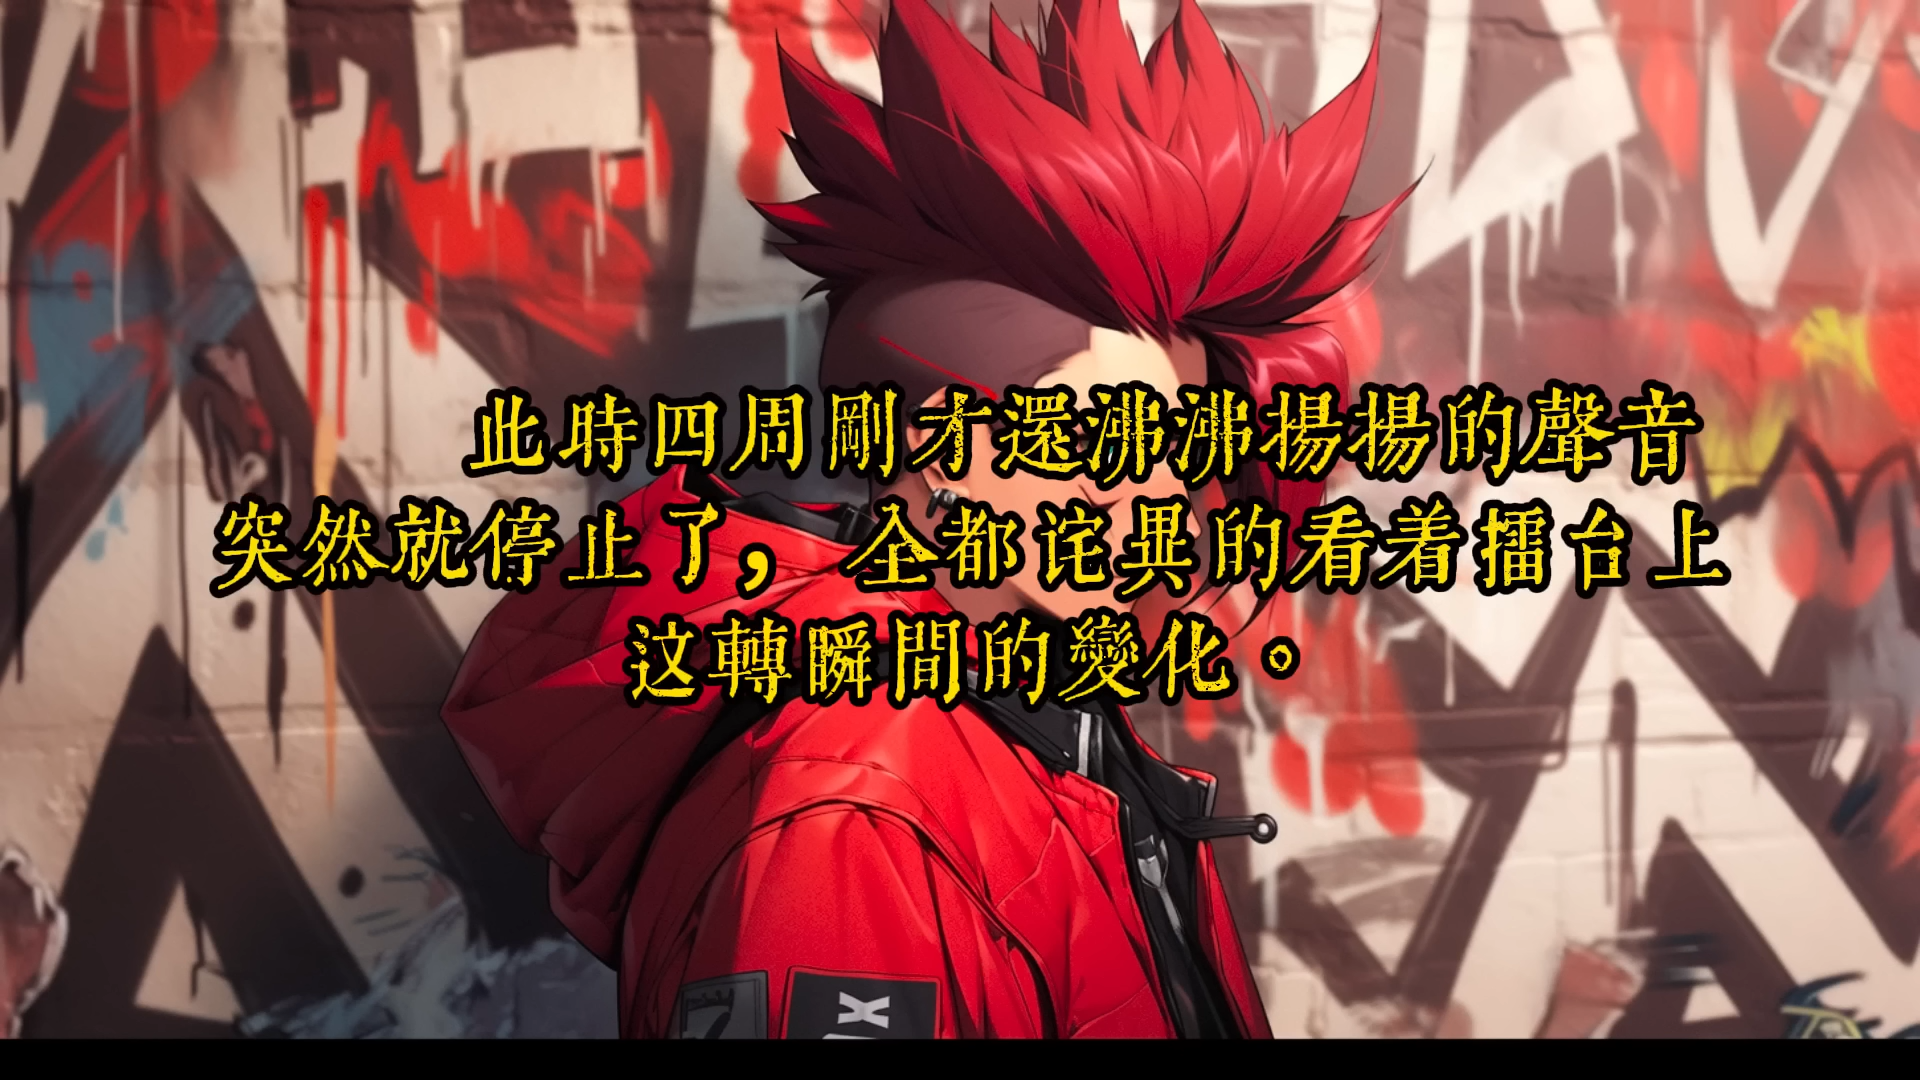 此時四周剛才還沸沸揚揚的聲音
突然就停止了，全都诧異的看着擂台上
这轉瞬間的變化。